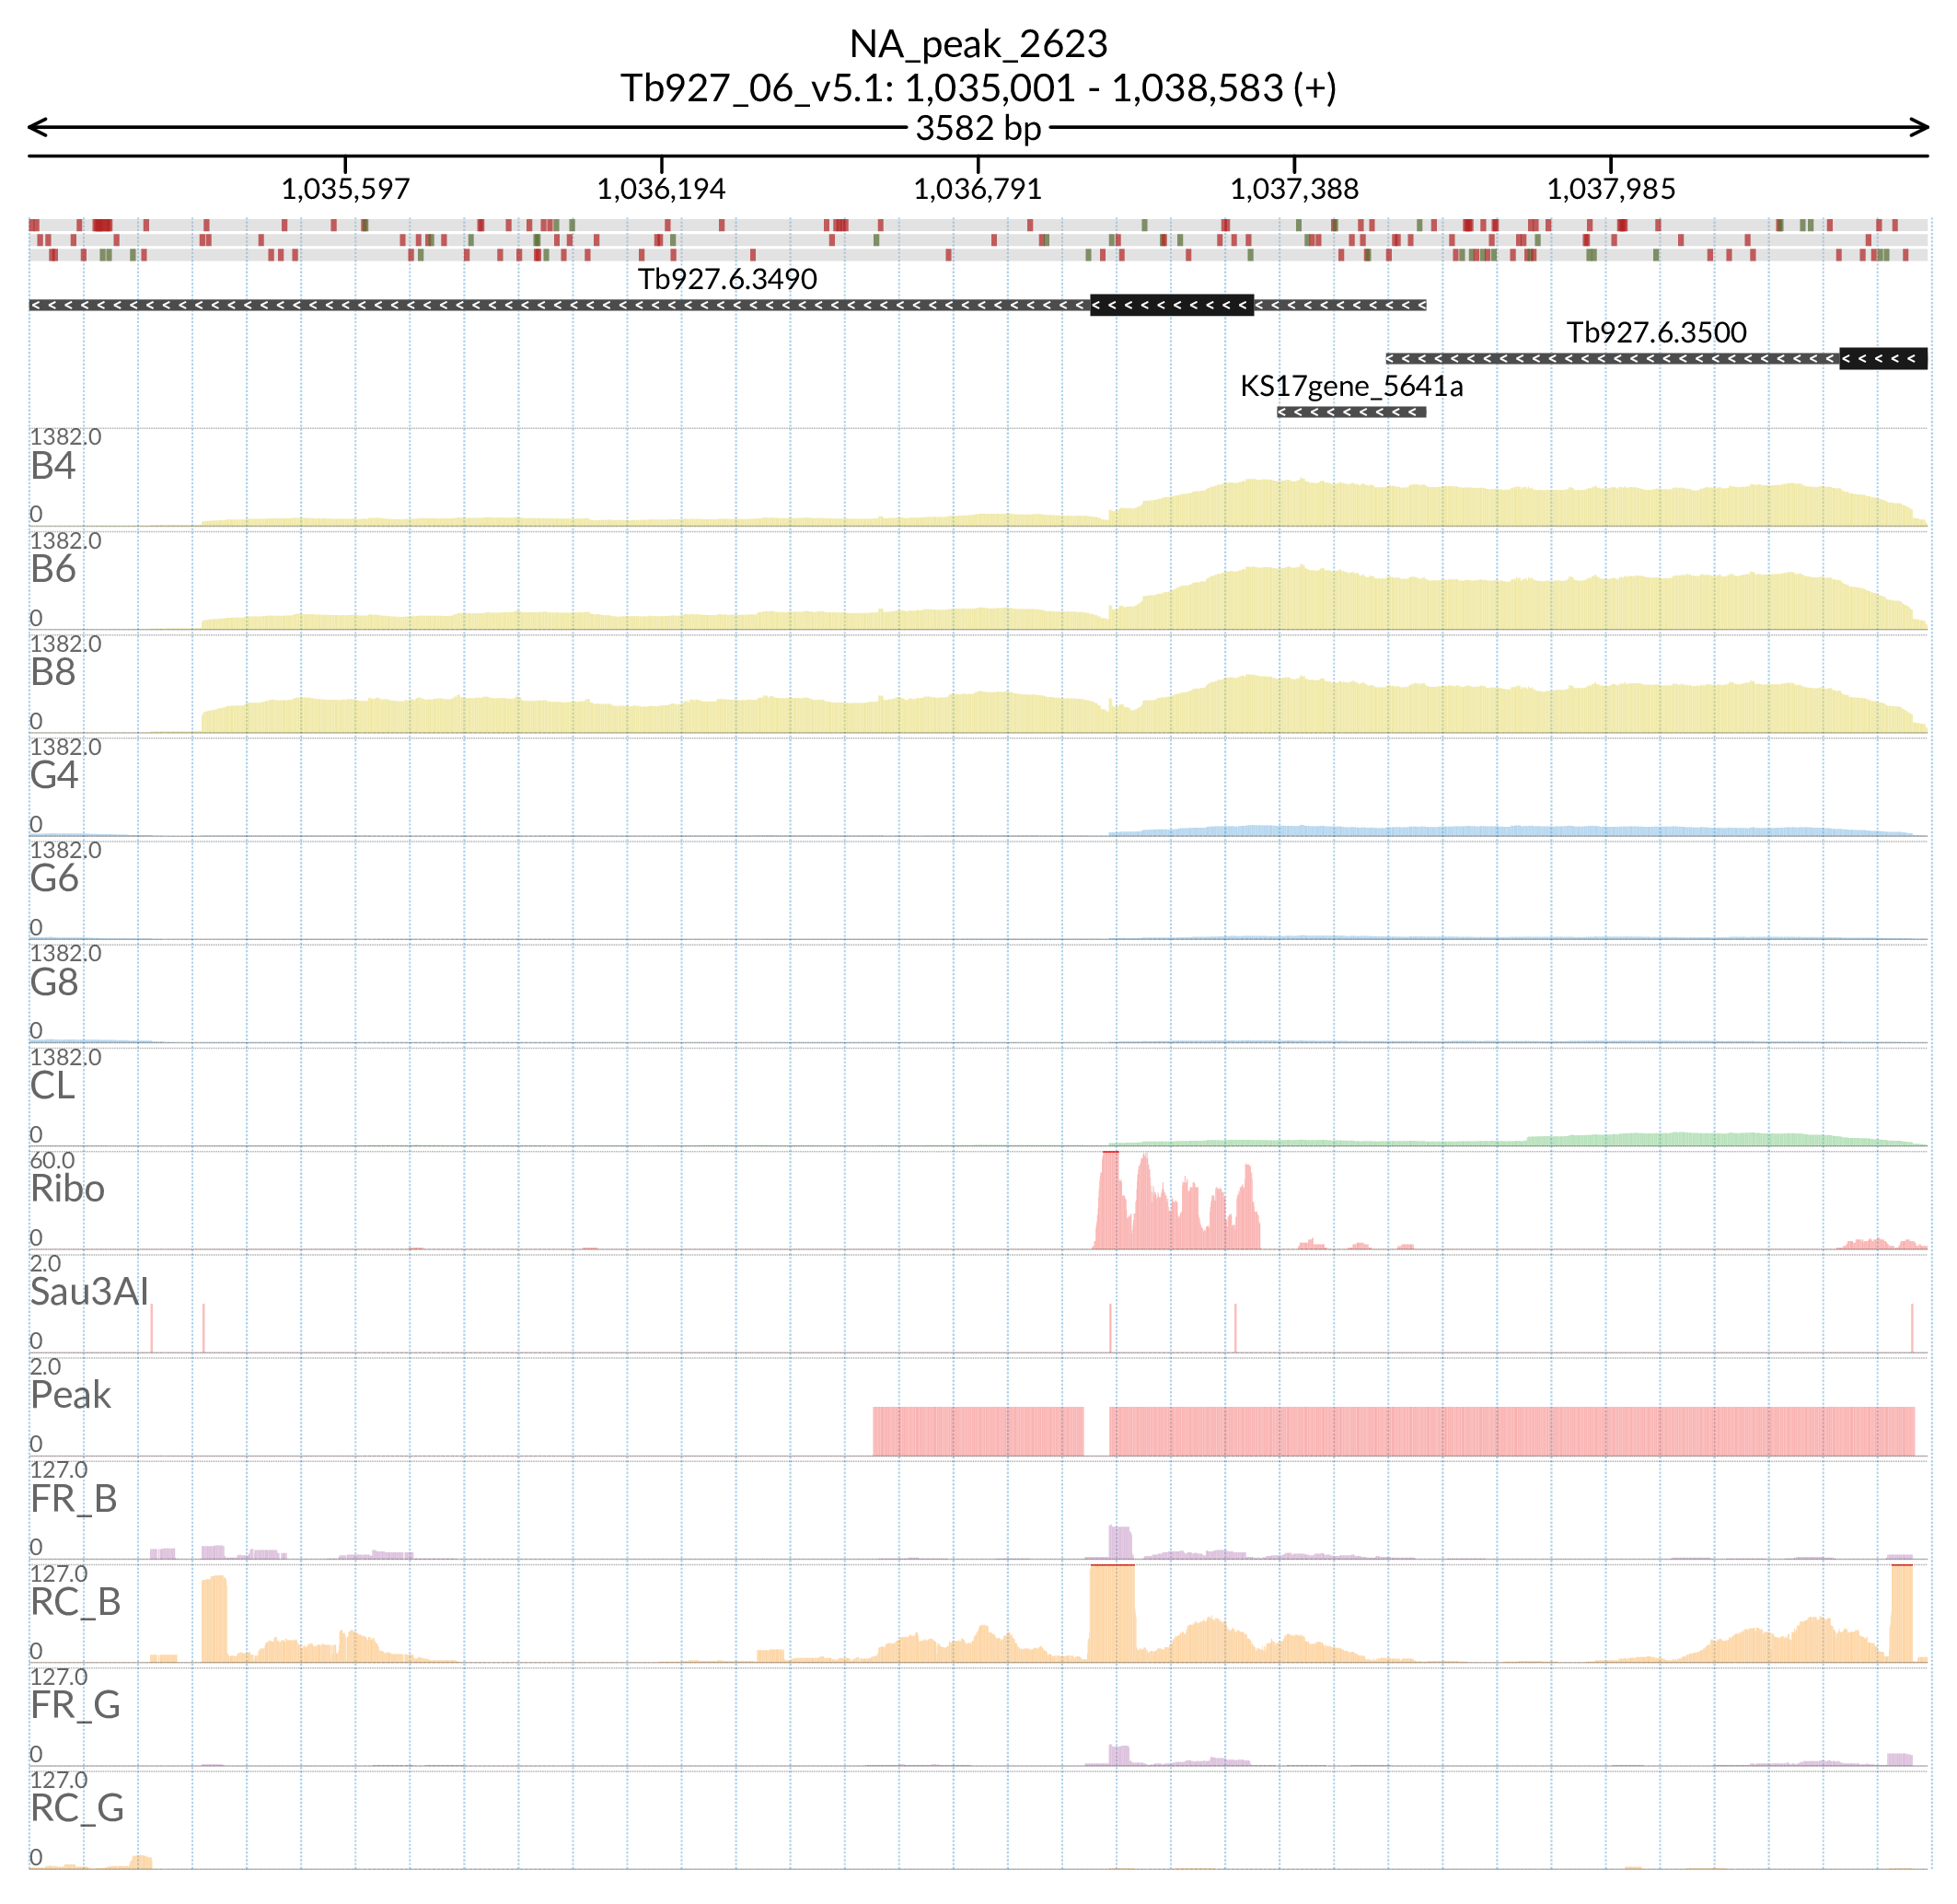 NA_peak_2623
Tb927_06_v5.1: 1,035,001 - 1,038,583 (+)
3582 bp
1,035,597 1,036,194 1,036,791 1,037,388 1,037,985
Tb927.6.3490
Tb927.6.3500
KS17gene_5641a
1382.0
B4
0
1382.0
B6
0
1382.0
B8
0
1382.0
G4
0
1382.0
G6
0
1382.0
G8
0
1382.0
CL
0
60.0
Ribo
0
2.0
Sau3AI
0
2.0
Peak
0
127.0
FR_B
0
127.0
RC_B
0
127.0
FR_G
0
127.0
RC_G
0